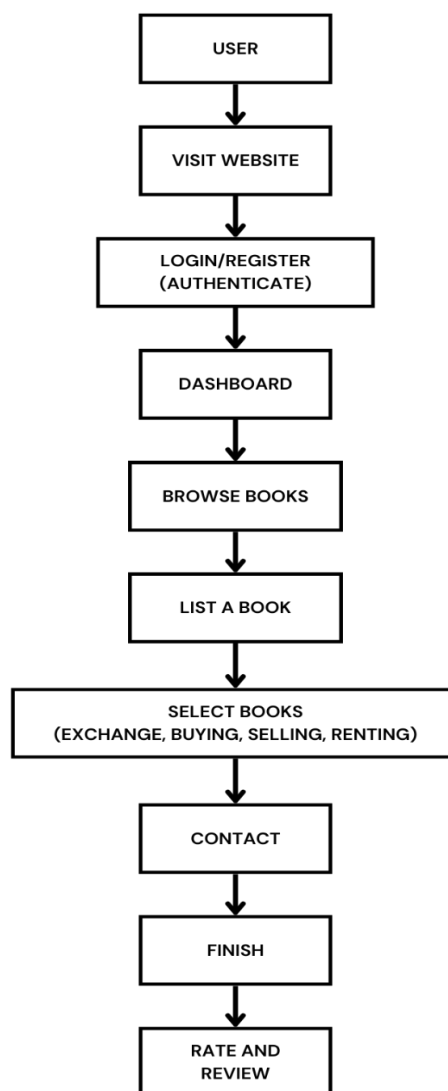 USER
VISIT WEBSITE
LOGIN/REGISTER
(AUTHENTICATE)
DASHBOARD
BROWSE BOOKS
LIST A BOOK
SELECT BOOKS
(EXCHANGE, BUYING, SELLING, RENTING)
CONTACT
FINISH
RATE AND
REVIEW